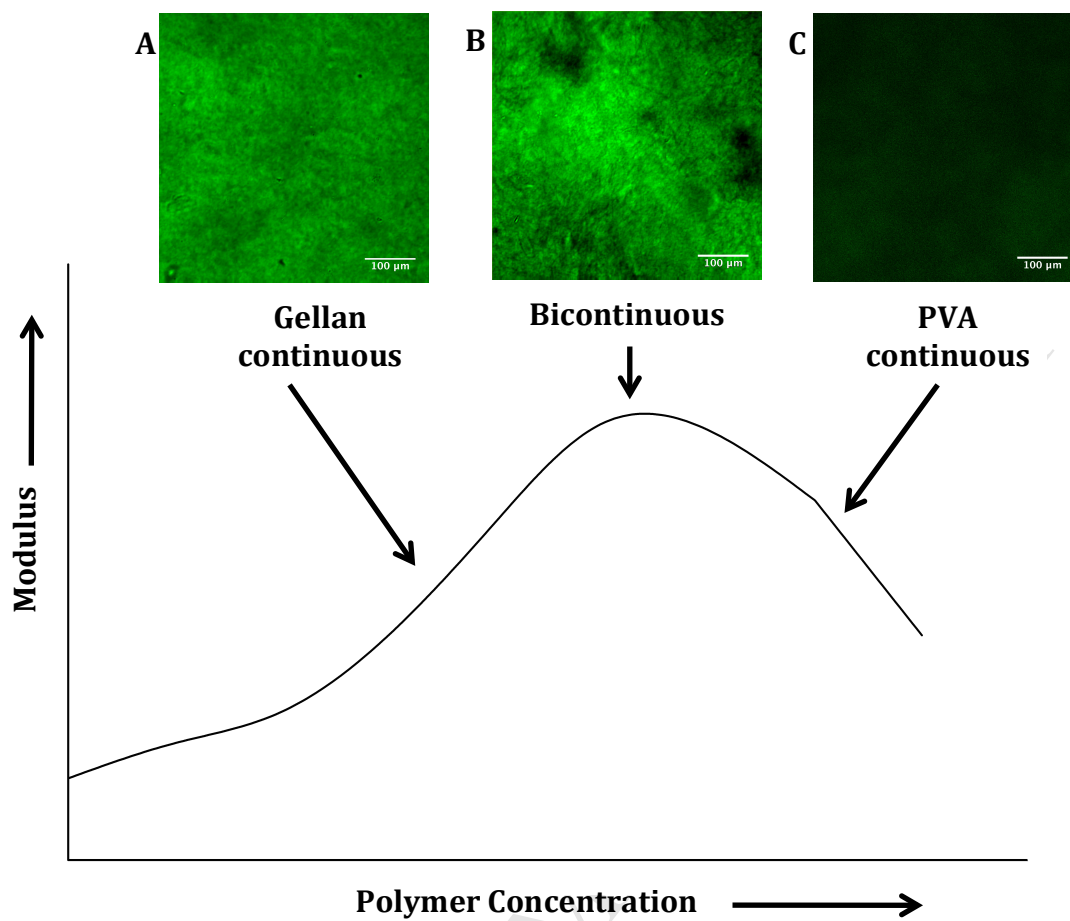 A
B
C
100 µm
100 µm
100 µm
Gellan
continuous
Bicontinuous
PVA
continuous
Modulus
Polymer Concentration